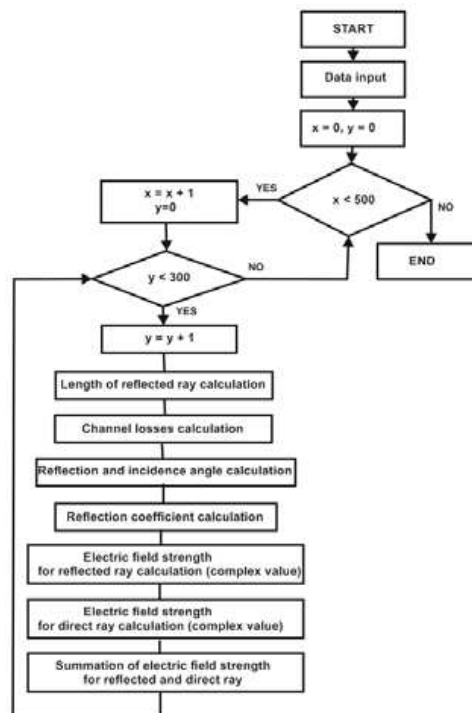 START
Data input
x = 0, y = 0
x < 500
YES
NO
x = x + 1
y=0
END
y < 300
NO
YES
y = y + 1
Length of reflected ray calculation
Channel losses calculation
Reflection and incidence angle calculation
Reflection coefficient calculation
Electric field strength
for reflected ray calculation (complex value)
Electric field strength
for direct ray calculation (complex value)
Summation of electric field strength
for reflected and direct ray